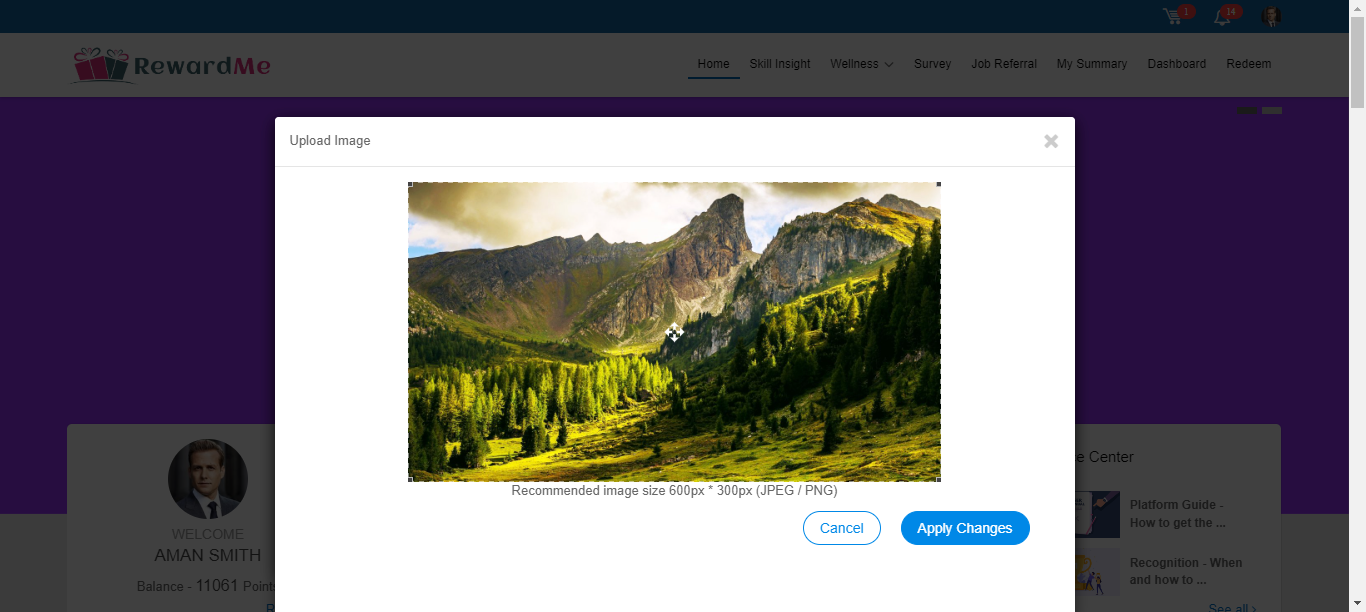 1
14
RewardMe
Home Skill Insight Wellness Survey Job Referral My Summary Dashboard Redeem
Upload Image
Recommended image size 600px * 300px (JPEG / PNG)
Cancel Apply Changes
WELCOME
AMAN SMITH
Balance - 11061 Points
e Center
Platform Guide -
How to get the ...
Recognition - When
and how to ...
See all